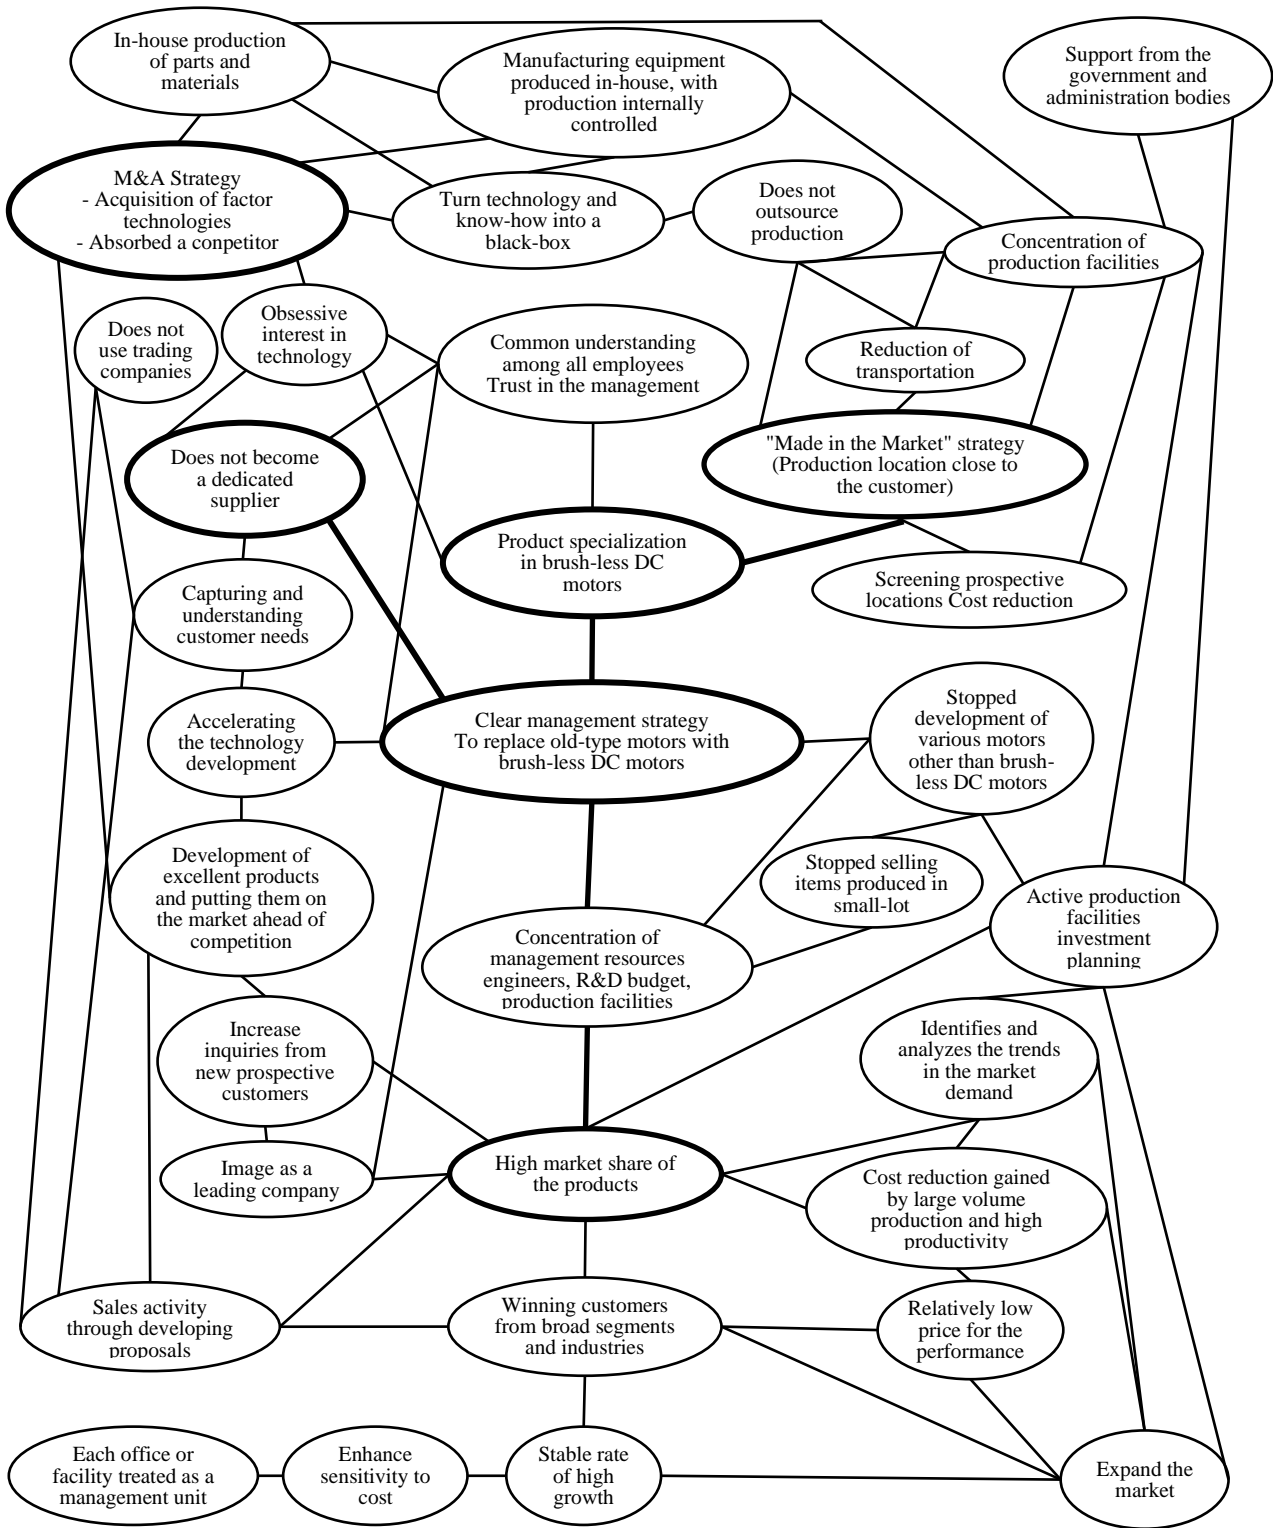 In-house production
of parts and
materials
Manufacturing equipment
produced in-house, with
production internally
controlled
Support from the
government and
administration bodies
M&A Strategy
- Acquisition of factor
technologies
- Absorbed a conpetitor
Turn technology and
know-how into a
black-box
Does not
outsource
production
Concentration of
production facilities
Does not
use trading
companies
Obsessive
interest in
technology
Common understanding
among all employees
Trust in the management
Reduction of
transportation
Does not become
a dedicated
supplier
"Made in the Market" strategy
(Production location close to
the customer)
Product specialization
in brush-less DC
motors
Screening prospective
locations Cost reduction
Capturing and
understanding
customer needs
Accelerating
the technology
development
Clear management strategy
To replace old-type motors with
brush-less DC motors
Stopped
development of
various motors
other than brush-
less DC motors
Development of
excellent products
and putting them on
the market ahead of
competition
Stopped selling
items produced in
small-lot
Active production
facilities
investment
planning
Concentration of
management resources
engineers, R&D budget,
production facilities
Increase
inquiries from
new prospective
customers
Identifies and
analyzes the trends
in the market
demand
Image as a
leading company
High market share of
the products
Cost reduction gained
by large volume
production and high
productivity
Sales activity
through developing
proposals
Winning customers
from broad segments
and industries
Relatively low
price for the
performance
Each office or
facility treated as a
management unit
Enhance
sensitivity to
cost
Stable rate
of high
growth
Expand the
market